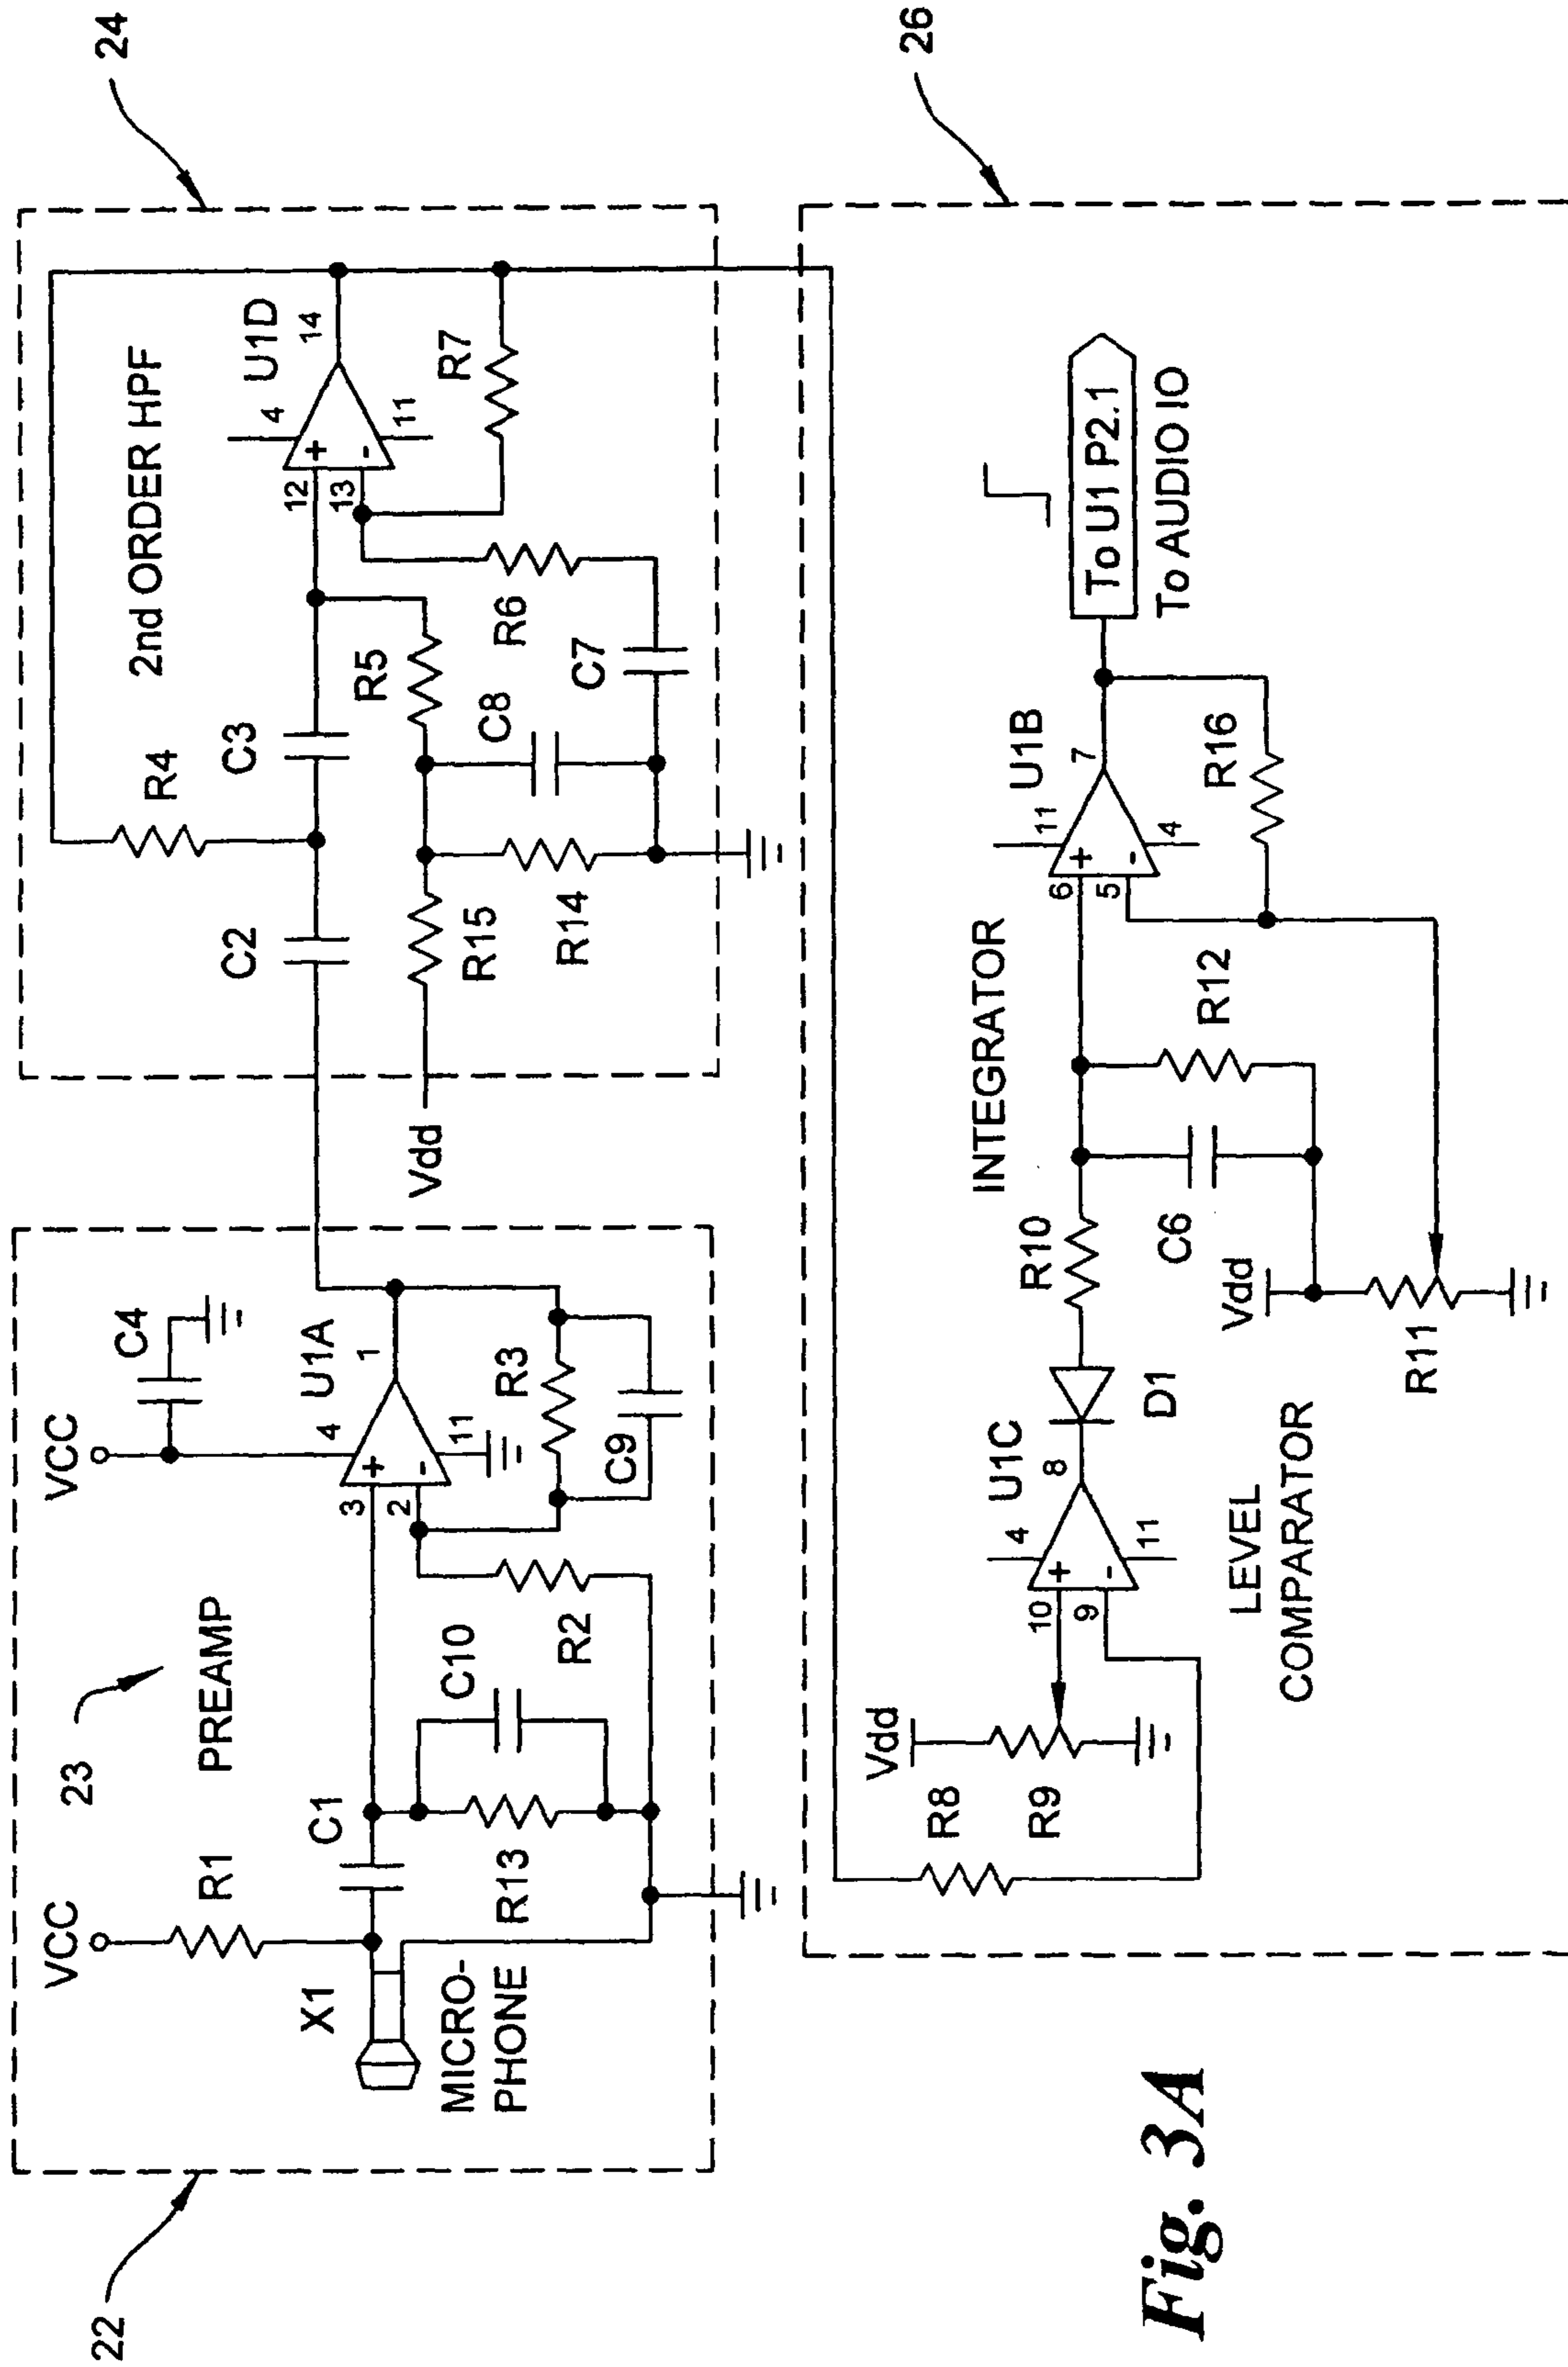 22
VCC
R1
X1
MICRO-
PHONE
C1
R13
C10
23
PREAMP
R2
VCC
C4
3
2
+
-
4
11
U1A
1
R3
C9
24
2nd ORDER HPF
C2
R4
C3
Vdd
R15
R14
R5
C8
R6
C7
12
13
+
-
4
11
U1D
14
R7
26
R8
Vdd
R9
10
9
+
-
4
11
U1C
8
LEVEL
COMPARATOR
D1
R10
INTEGRATOR
C6
R12
Vdd
R11
6
5
+
-
11
4
U1B
7
R16
To U1 P2.1
To AUDIO IO
Fig. 3A